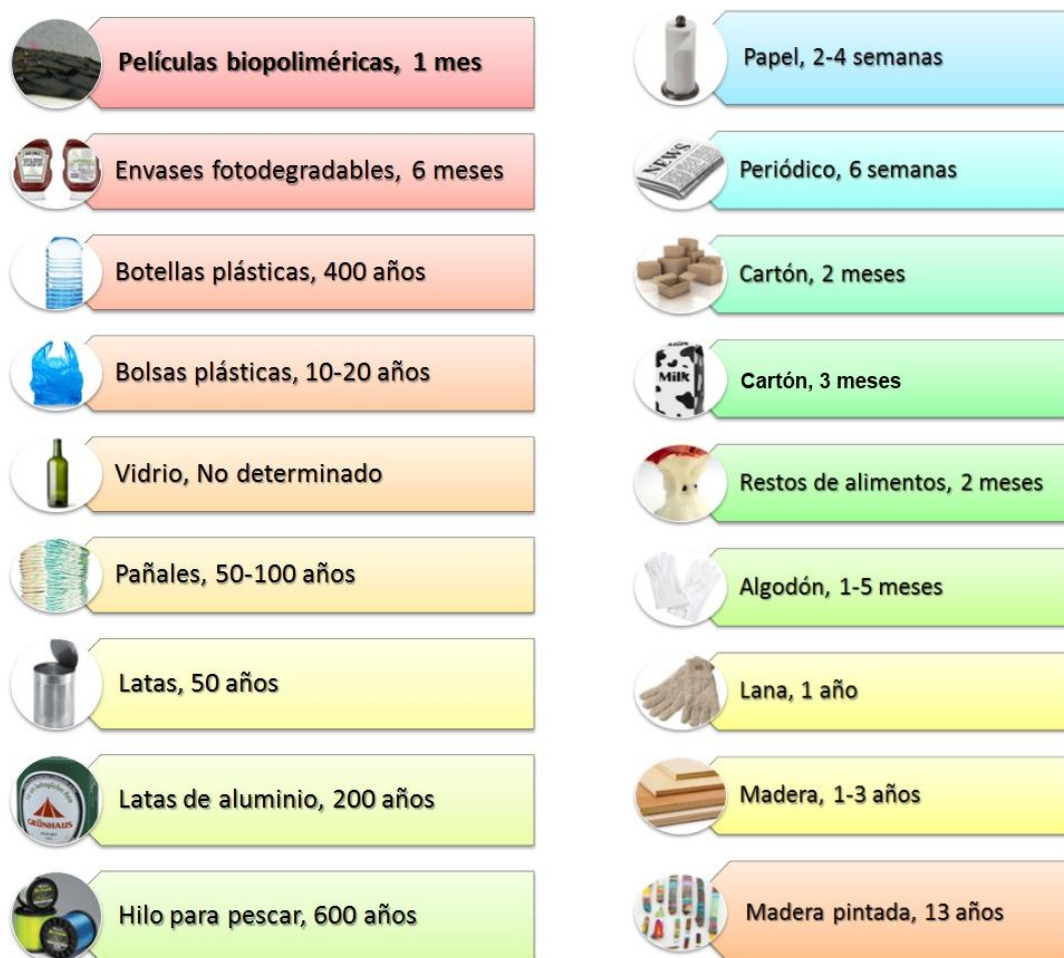 Películas biopoliméricas, 1 mes
Envases fotodegradables, 6 meses
Botellas plásticas, 400 años
Bolsas plásticas, 10-20 años
Vidrio, No determinado
Pañales, 50-100 años
Latas, 50 años
GRÜNHAUS
Latas de aluminio, 200 años
Hilo para pescar, 600 años
Papel, 2-4 semanas
NEWS
Periódico, 6 semanas
Cartón, 2 meses
Milk
Cartón, 3 meses
Restos de alimentos, 2 meses
Algodón, 1-5 meses
Lana, 1 año
Madera, 1-3 años
Madera pintada, 13 años